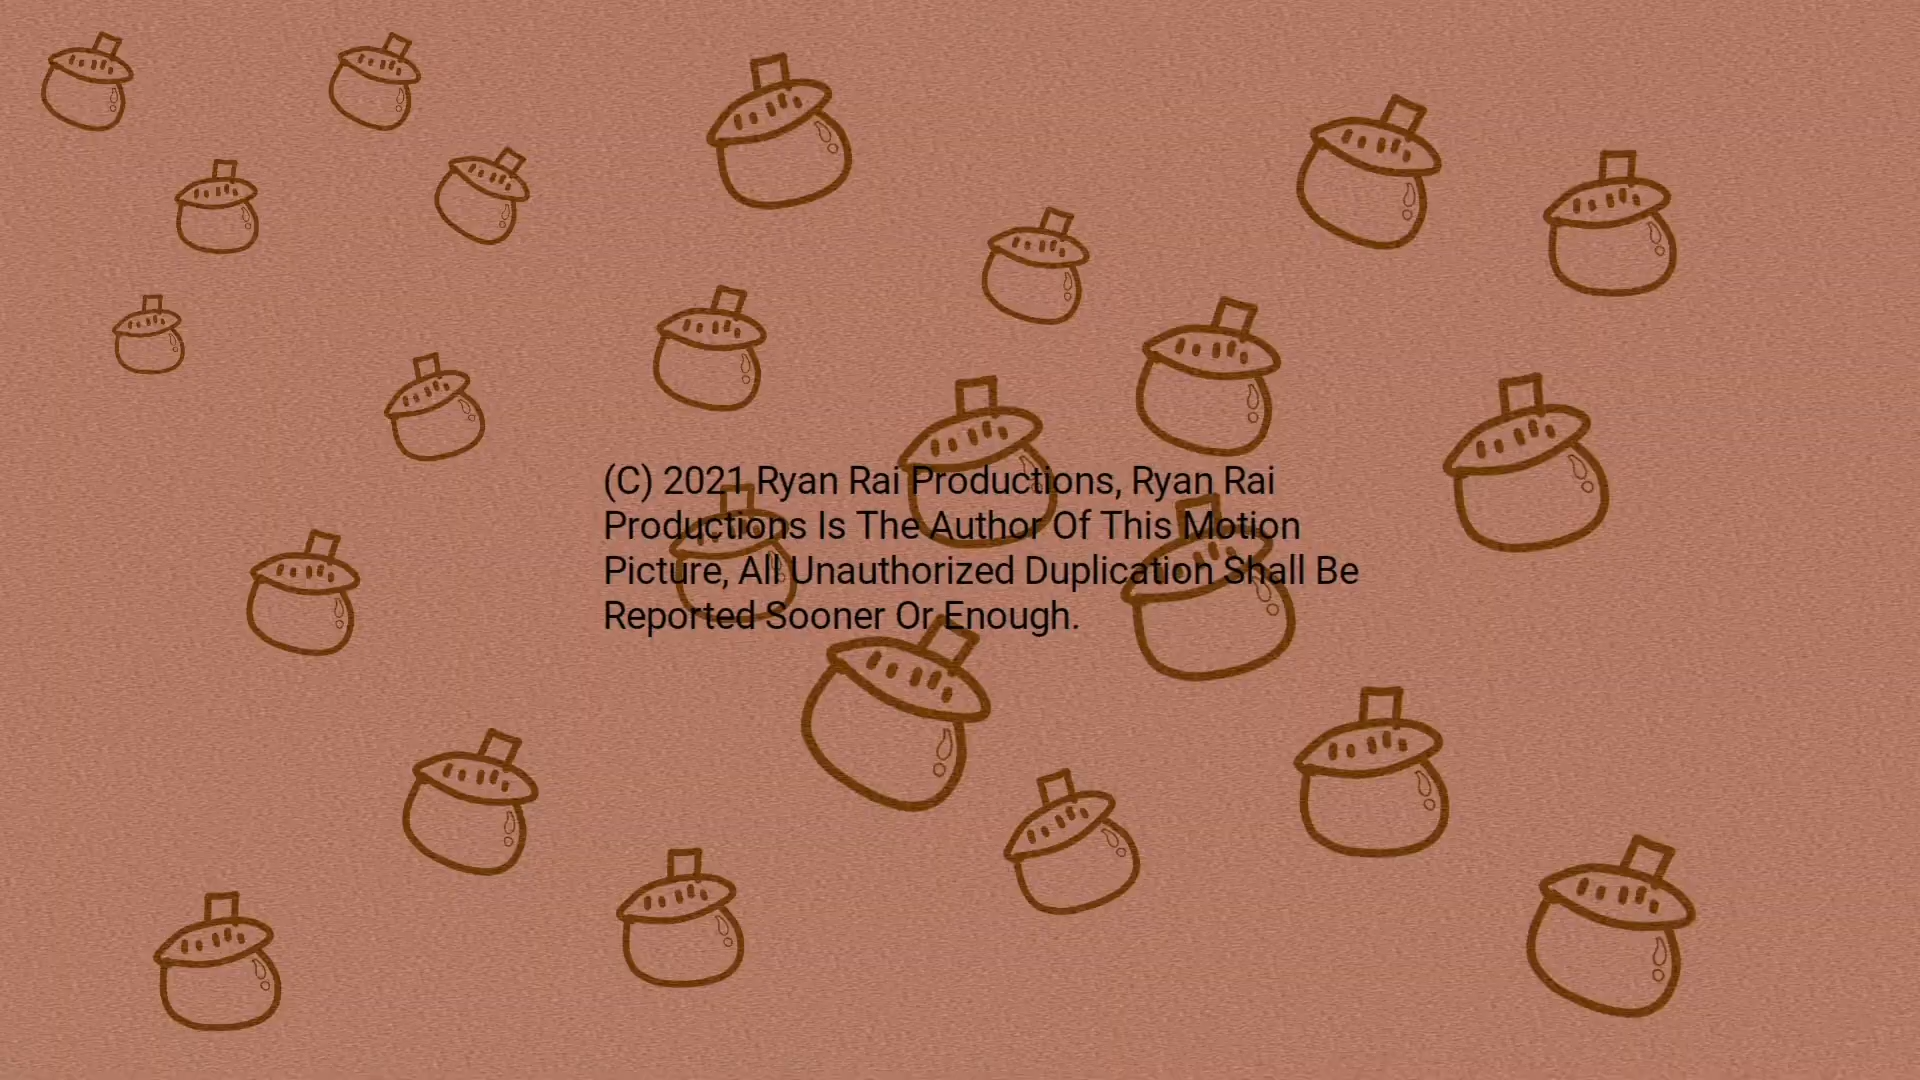 (C) 2021 Ryan Rai Productions, Ryan Rai
Productions Is The Author Of This Motion
Picture, All Unauthorized Duplication Shall Be
Reported Sooner Or Enough.